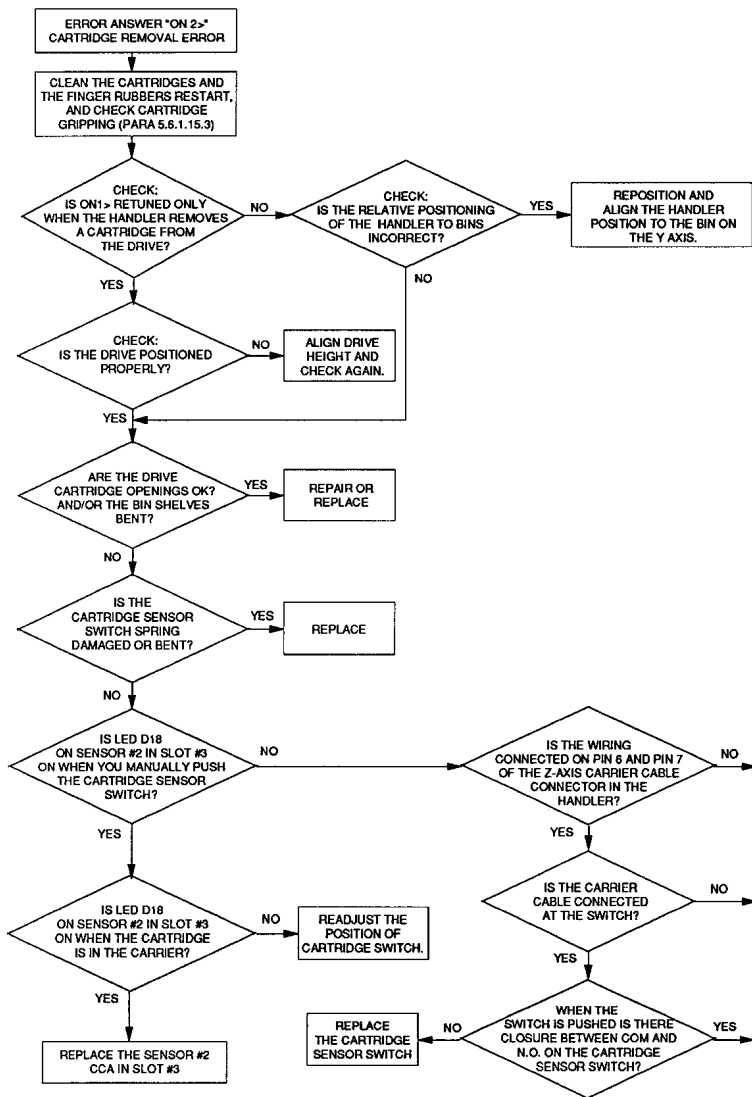 ERROR ANSWER "ON 2>"
CARTRIDGE REMOVAL ERROR
CLEAN THE CARTRIDGES AND
THE FINGER RUBBERS RESTART,
AND CHECK CARTRIDGE
GRIPPING (PARA 5.6.1.15.3)
CHECK:
IS ON1> RETUNED ONLY
WHEN THE HANDLER REMOVES
A CARTRIDGE FROM
THE DRIVE?
NO
CHECK:
IS THE RELATIVE POSITIONING
OF THE HANDLER TO BINS
INCORRECT?
YES
REPOSITION AND
ALIGN THE HANDLER
POSITION TO THE BIN ON
THE Y AXIS.
YES
NO
CHECK:
IS THE DRIVE POSITIONED
PROPERLY?
NO
ALIGN DRIVE
HEIGHT AND
CHECK AGAIN.
YES
ARE THE DRIVE
CARTRIDGE OPENINGS OK?
AND/OR THE BIN SHELVES
BENT?
YES
REPAIR OR
REPLACE
NO
IS THE
CARTRIDGE SENSOR
SWITCH SPRING
DAMAGED OR BENT?
YES
REPLACE
NO
IS LED D18
ON SENSOR #2 IN SLOT #3
ON WHEN YOU MANUALLY PUSH
THE CARTRIDGE SENSOR
SWITCH?
NO
IS THE WIRING
CONNECTED ON PIN 6 AND PIN 7
OF THE Z-AXIS CARRIER CABLE
CONNECTOR IN THE
HANDLER?
NO
YES
YES
IS LED D18
ON SENSOR #2 IN SLOT #3
ON WHEN THE CARTRIDGE
IS IN THE CARRIER?
NO
READJUST THE
POSITION OF
CARTRIDGE SWITCH.
IS THE CARRIER
CABLE CONNECTED
AT THE SWITCH?
NO
YES
YES
REPLACE THE SENSOR #2
CCA IN SLOT #3
REPLACE
THE CARTRIDGE
SENSOR SWITCH
NO
WHEN THE
SWITCH IS PUSHED IS THERE
CLOSURE BETWEEN COM AND
N.O. ON THE CARTRIDGE
SENSOR SWITCH?
YES